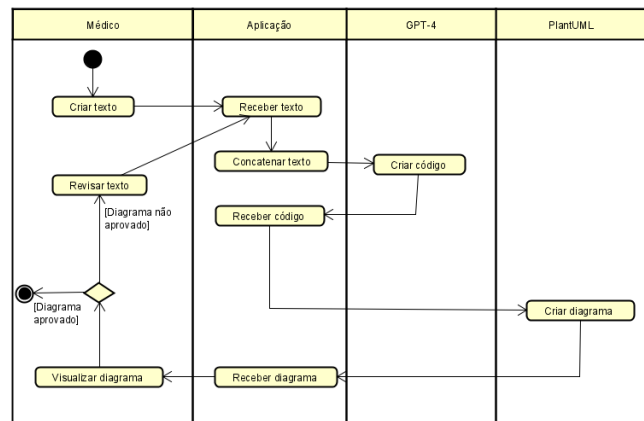 Médico
Aplicação
GPT-4
PlantUML
Criar texto
Receber texto
Concatenar texto
Criar código
Revisar texto
Receber código
[Diagrama não
aprovado]
[Diagrama
aprovado]
Criar diagrama
Visualizar diagrama
Receber diagrama